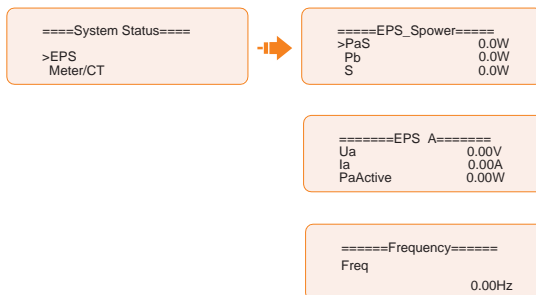 ====System Status====
>EPS
Meter/CT
=====EPS_Spower=====
>PaS 0.0W
Pb 0.0W
S 0.0W
=======EPS A=======
Ua 0.00V
Ia 0.00A
PaActive 0.00W
======Frequency======
Freq
0.00Hz